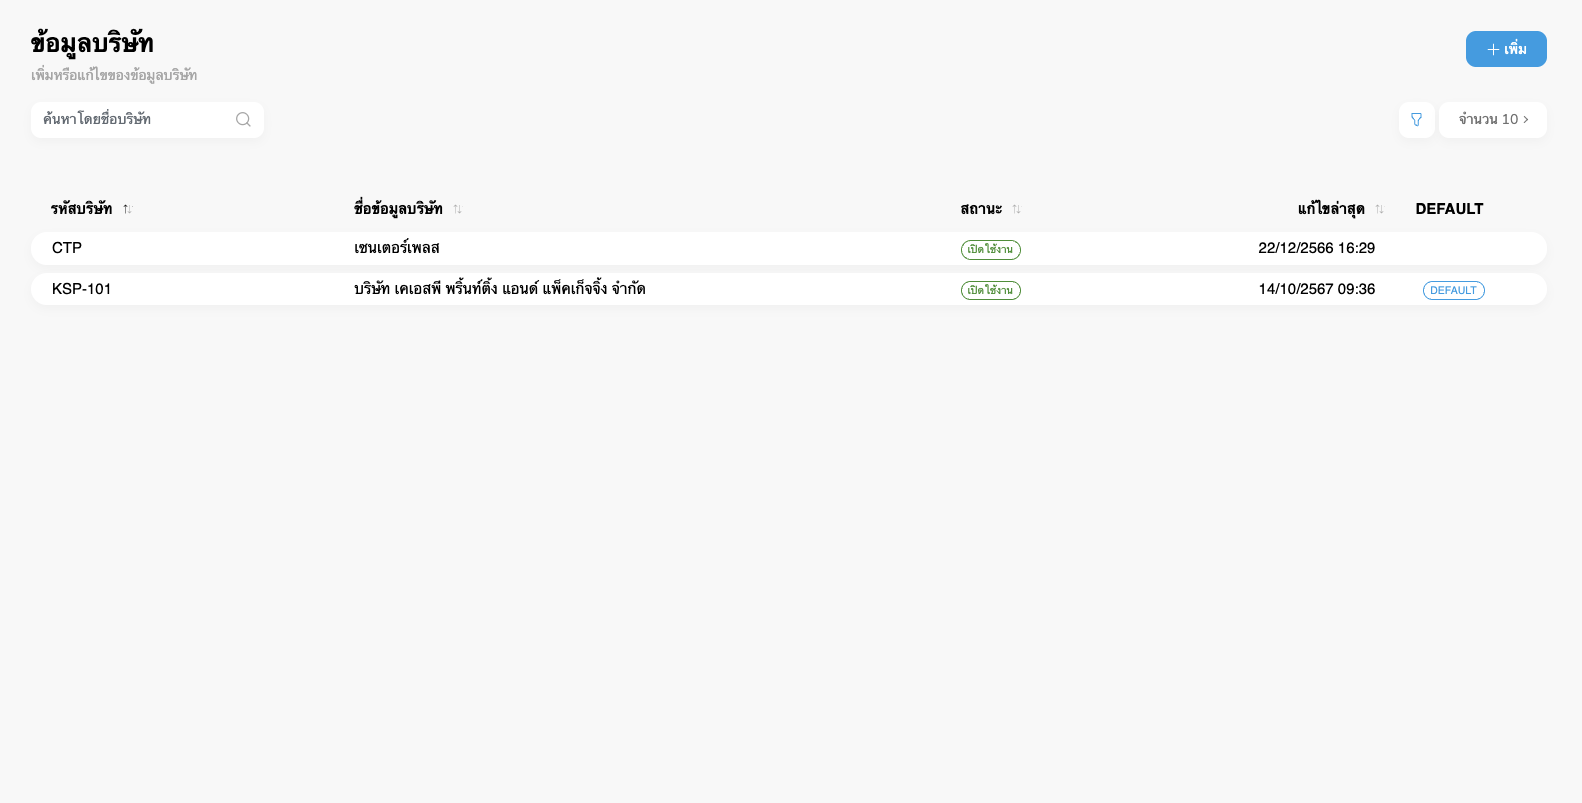 ข้อมูลบริษัท
เพิ่มหรือแก้ไขของข้อมูลบริษัท
เพิ่ม
ค้นหาโดยชื่อบริษัท
จำนวน 10
รหัสบริษัท ชื่อข้อมูลบริษัท สถานะ แก้ไขล่าสุด DEFAULT
CTP เซนเตอร์เพลส เปิดใช้งาน 22/12/2566 16:29
KSP-101 บริษัท เคเอสพี พริ้นท์ติ้ง แอนด์ แพ็คเก็จจิ้ง จำกัด เปิดใช้งาน 14/10/2567 09:36 DEFAULT